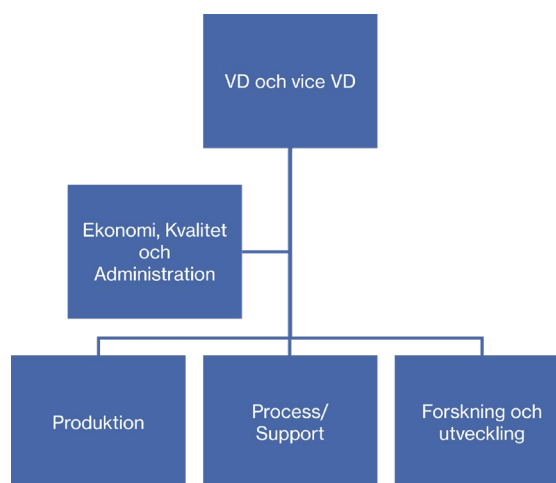 VD och vice VD
Ekonomi, Kvalitet
och
Administration
Produktion
Process/
Support
Forskning och
utveckling